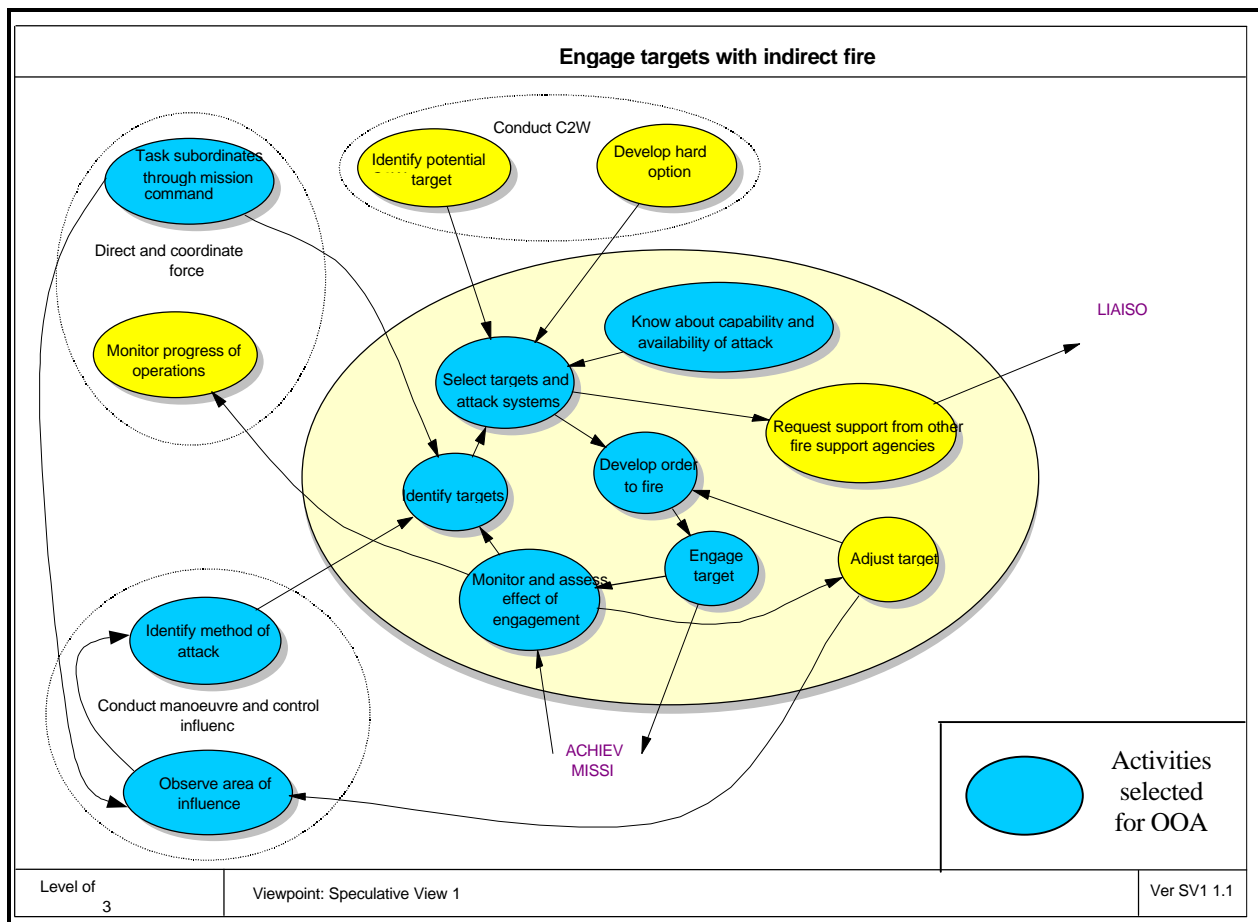 Engage targets with indirect fire
Conduct C2W
Task subordinates
through mission
command
Identify potential
target
Develop hard
option
Direct and coordinate
force
Know about capability and
availability of attack
LIAISO
Monitor progress of
operations
Select targets and
attack systems
Request support from other
fire support agencies
Develop order
to fire
Identify targets
Engage
target
Adjust target
Monitor and assess
effect of
engagement
Identify method of
attack
Conduct manoeuvre and control
influenc
ACHIEV
MISSI
Observe area of
influence
Activities
selected
for OOA
Level of
3
Viewpoint: Speculative View 1
Ver SV1 1.1